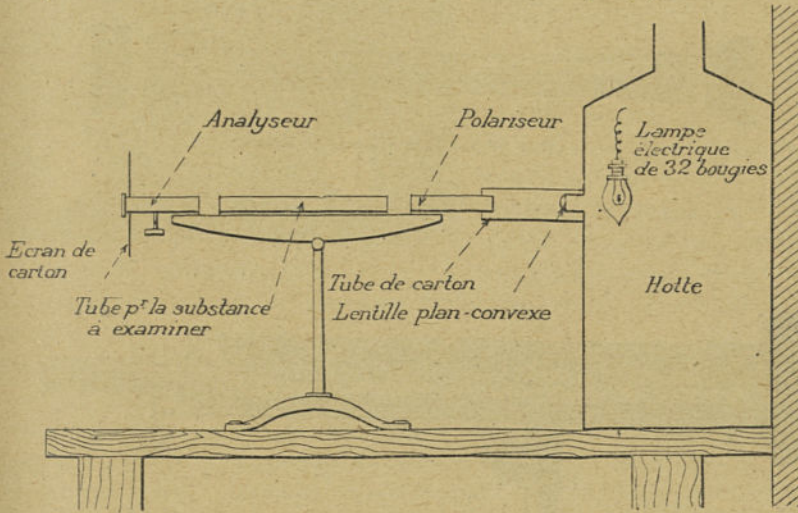 Analyseur
Polariseur
Lampe
électrique
de 32 bougies
Ecran de
carton
Tube pr la substance
à examiner
Tube de carton
Lentille plan-convexe
Hotte